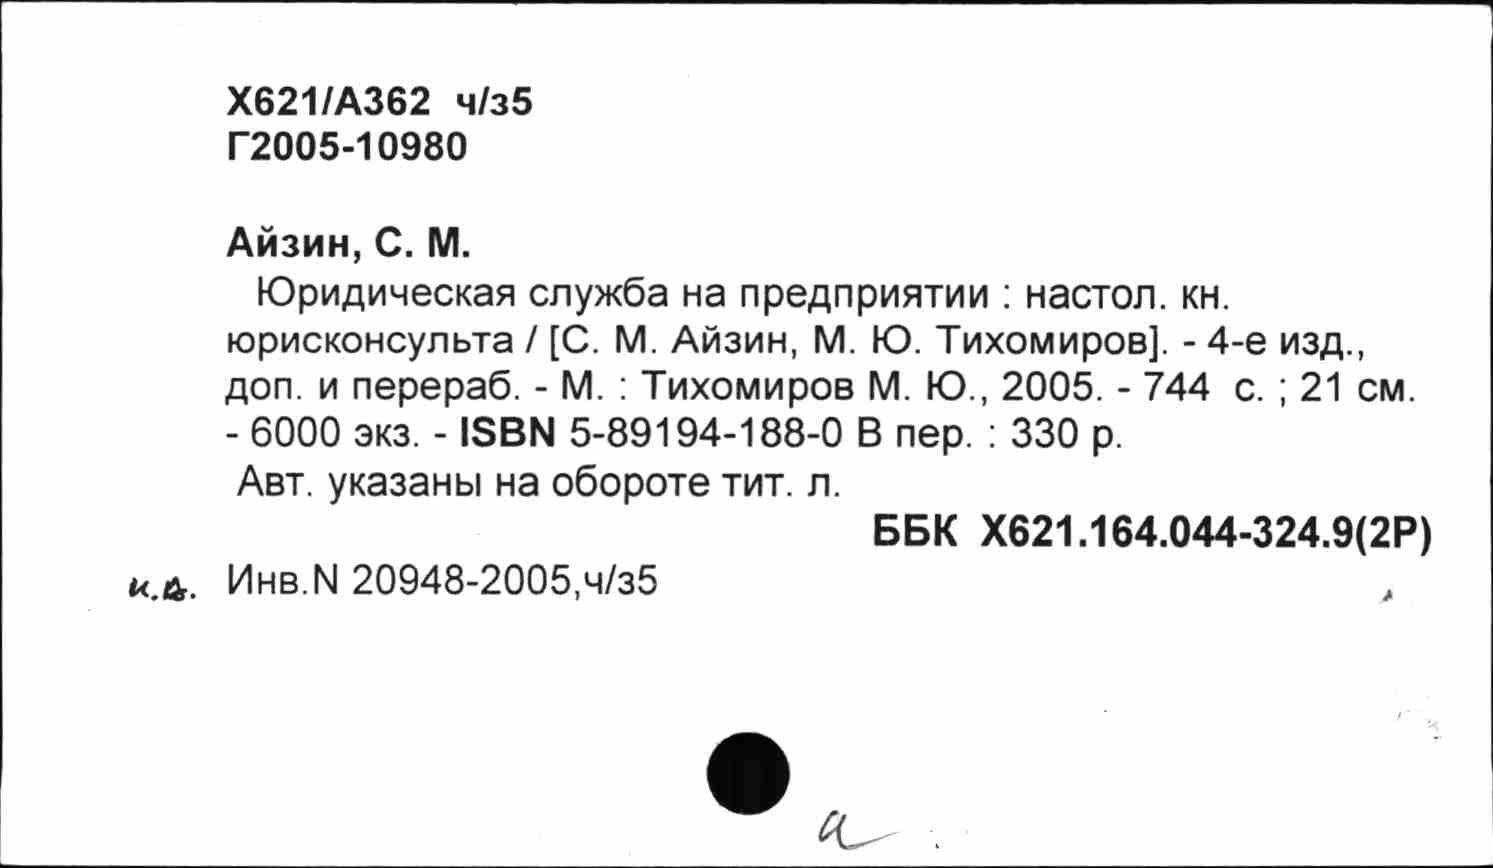 Х621/А362 ч/з5
Г2005-10980
Айзин, С. М.
Юридическая служба на предприятии : настол. кн.
юрисконсульта / [С. М. Айзин, М. Ю. Тихомиров]. - 4-е изд.,
доп. и перераб. - М. : Тихомиров М. Ю., 2005. - 744 с. ; 21 см.
- 6000 экз. - ISBN 5-89194-188-0 В пер. : 330 р.
Авт. указаны на обороте тит. л.
ББК Х621.164.044-324.9(2Р)
Инв.N 20948-2005,ч/з5
а